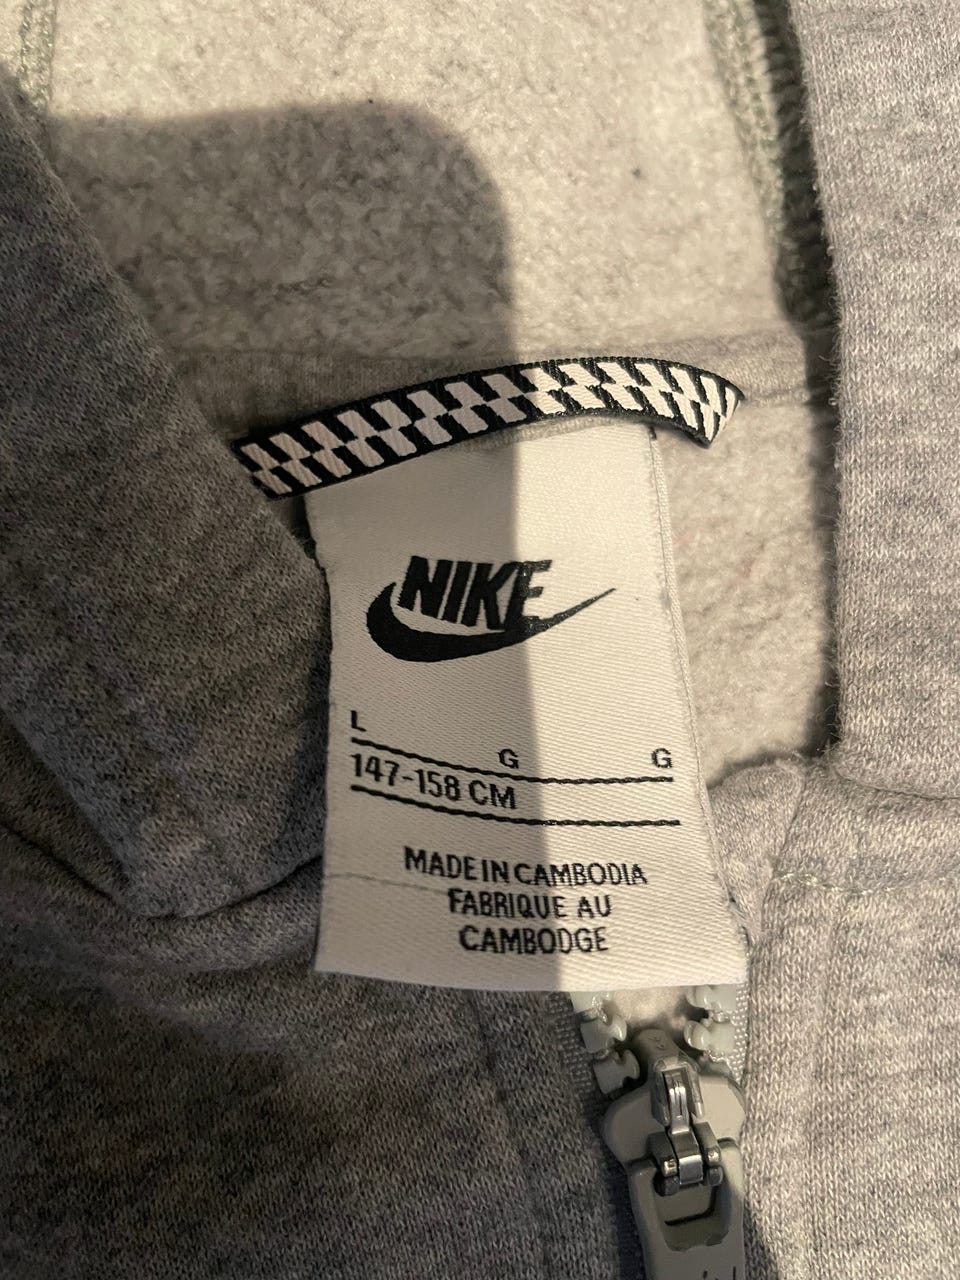 NIKE
L G G
147-158 CM
MADE IN CAMBODIA
FABRIQUE AU
CAMBODGE